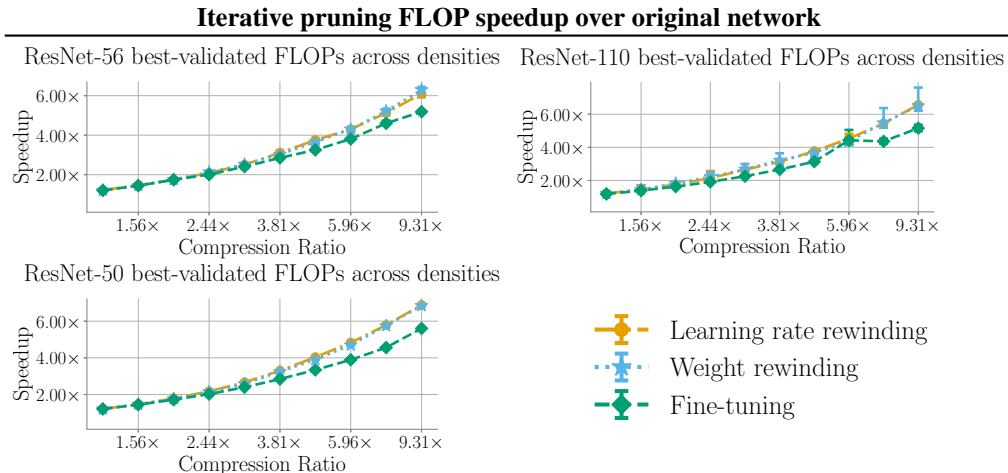 Iterative pruning FLOP speedup over original network
ResNet-56 best-validated FLOPs across densities
6.00×
4.00×
2.00×
Speedup
1.56×
2.44×
3.81×
5.96×
9.31×
Compression Ratio
ResNet-110 best-validated FLOPs across densities
6.00×
4.00×
2.00×
Speedup
1.56×
2.44×
3.81×
5.96×
9.31×
Compression Ratio
ResNet-50 best-validated FLOPs across densities
6.00×
4.00×
2.00×
Speedup
1.56×
2.44×
3.81×
5.96×
9.31×
Compression Ratio
Learning rate rewinding
Weight rewinding
Fine-tuning